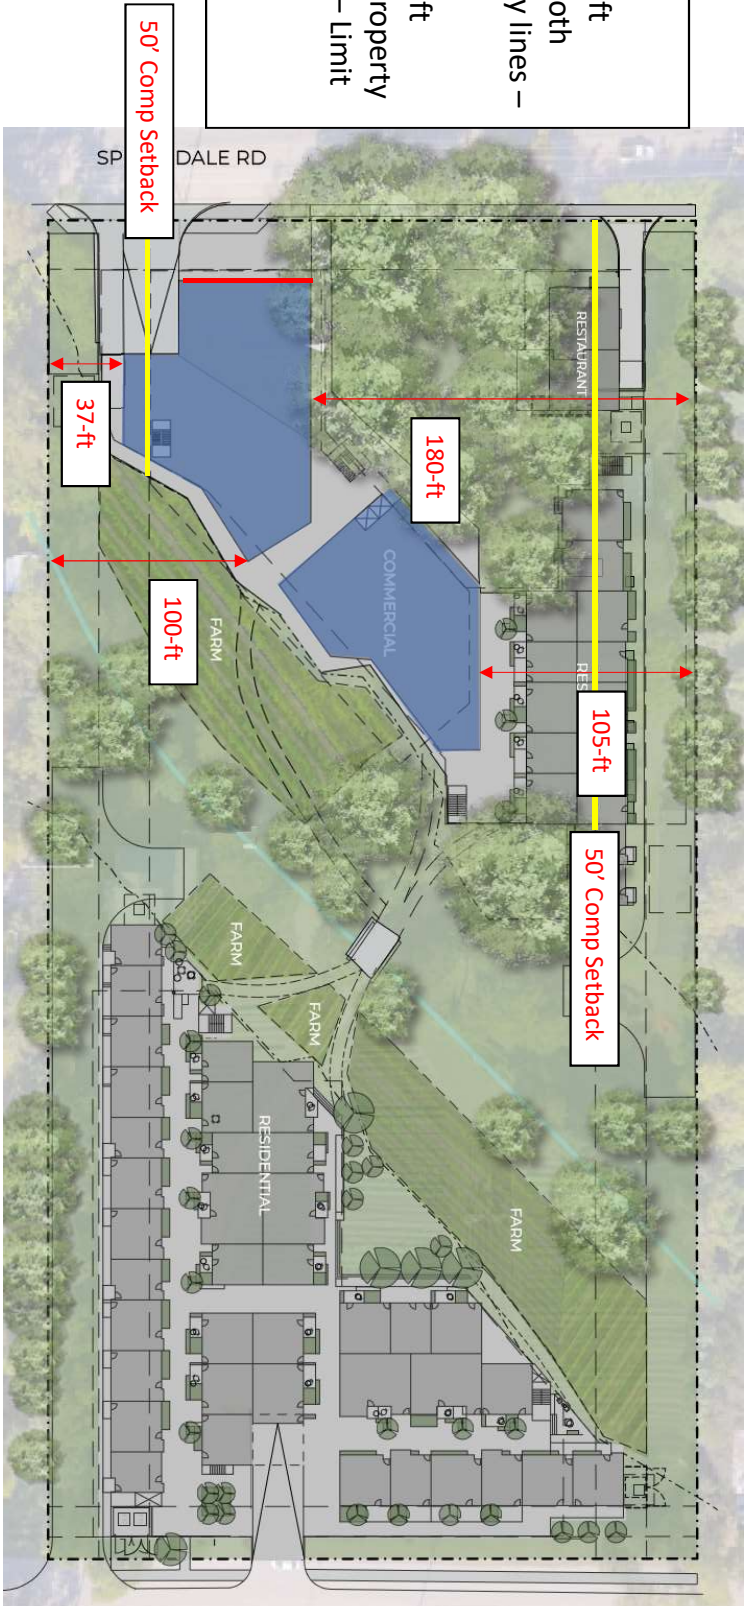 ft
oth
y lines –
ft
roperty
– Limit
50' Comp Setback
SP
DALE RD
RESTAURANT
37-ft
180-ft
COMMERCIAL
100-ft
FARM
RES
105-ft
50' Comp Setback
FARM
FARM
RESIDENTIAL
FARM